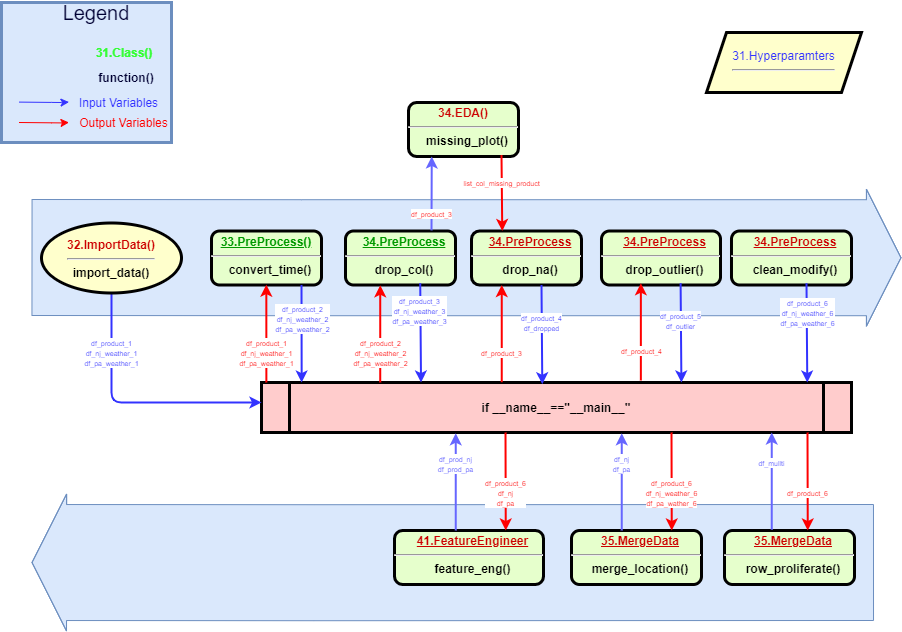 Legend
31.Class()
function()
Input Variables
Output Variables
31.Hyperparamters
34.EDA()
missing_plot()
df_product_3
list_col_missing_product
32.ImportData()
import_data()
33.PreProcess()
convert_time()
34.PreProcess
drop_col()
34.PreProcess
drop_na()
34.PreProcess
drop_outlier()
34.PreProcess
clean_modify()
df_product_1
df_nj_weather_1
df_pa_weather_1
df_product_1
df_nj_weather_1
df_pa_weather_1
df_product_2
df_nj_weather_2
df_pa_weather_2
df_product_2
df_nj_weather_2
df_pa_weather_2
df_product_3
df_nj_weather_3
df_pa_weather_3
df_product_3
df_product_4
df_dropped
df_product_4
df_product_5
df_outlier
df_product_6
df_nj_weather_6
df_pa_weather_6
if __name__=="__main__"
df_prod_nj
df_prod_pa
df_product_6
df_nj
df_pa
df_nj
df_pa
df_product_6
df_nj_weather_6
df_pa_wather_6
df_multi
df_product_6
41.FeatureEngineer
feature_eng()
35.MergeData
merge_location()
35.MergeData
row_proliferate()